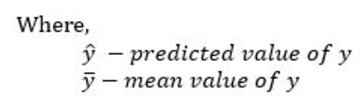 Where,
ŷ – predicted value of y
ȳ – mean value of y